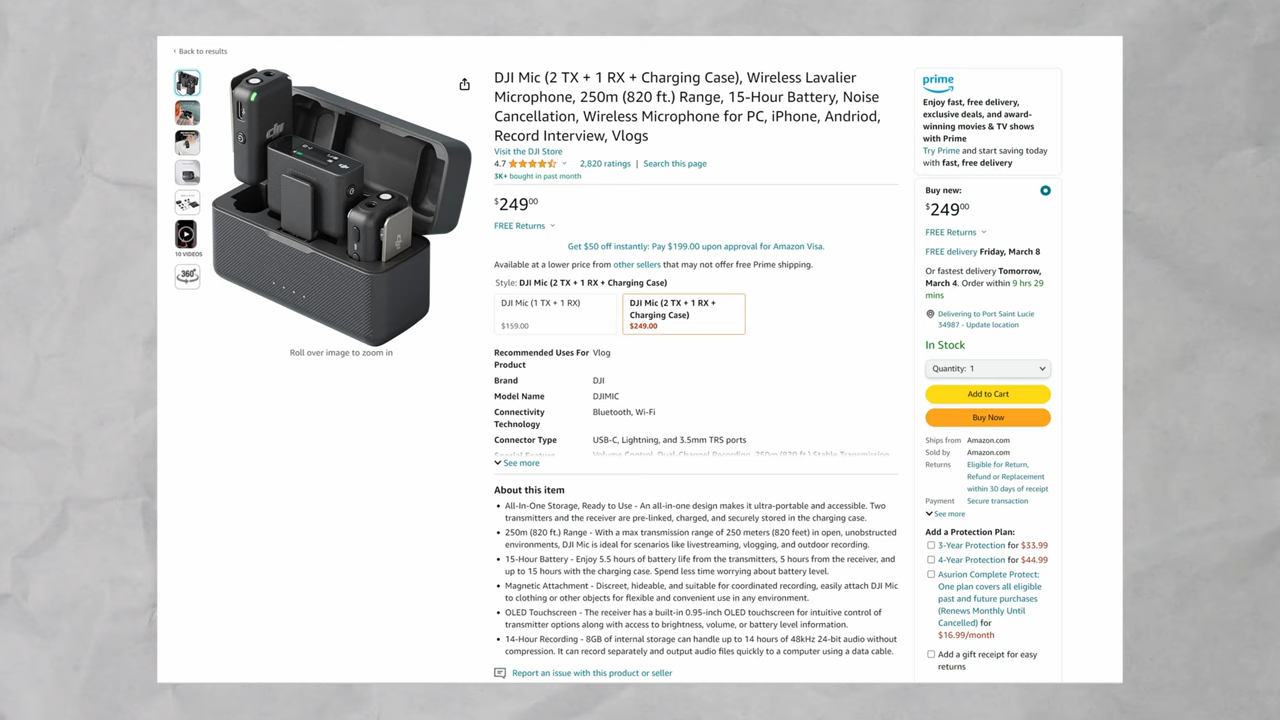 ‹ Back to results
10 VIDEOS
360°
dji
Roll over image to zoom in
DJI Mic (2 TX + 1 RX + Charging Case), Wireless Lavalier
Microphone, 250m (820 ft.) Range, 15-Hour Battery, Noise
Cancellation, Wireless Microphone for PC, iPhone, Andriod,
Record Interview, Vlogs
Visit the DJI Store
4.7 2,820 ratings | Search this page
3K+ bought in past month
$24900
FREE Returns
Get $50 off instantly: Pay $199.00 upon approval for Amazon Visa.
Available at a lower price from other sellers that may not offer free Prime shipping.
Style: DJI Mic (2 TX + 1 RX + Charging Case)
DJI Mic (1 TX + 1 RX)
$159.00
DJI Mic (2 TX + 1 RX +
Charging Case)
$249.00
Recommended Uses For Vlog
Product
Brand DJI
Model Name DJIMIC
Connectivity Bluetooth, Wi-Fi
Technology
Connector Type USB-C, Lightning, and 3.5mm TRS ports
Special Feature Volume Control, Dual-Channel Recording, 250m (820 ft.) Stable Transmission
See more
About this item
• All-In-One Storage, Ready to Use - An all-in-one design makes it ultra-portable and accessible. Two
transmitters and the receiver are pre-linked, charged, and securely stored in the charging case.
• 250m (820 ft.) Range - With a max transmission range of 250 meters (820 feet) in open, unobstructed
environments, DJI Mic is ideal for scenarios like livestreaming, vlogging, and outdoor recording.
• 15-Hour Battery - Enjoy 5.5 hours of battery life from the transmitters, 5 hours from the receiver, and
up to 15 hours with the charging case. Spend less time worrying about battery level.
• Magnetic Attachment - Discreet, hideable, and suitable for coordinated recording, easily attach DJI Mic
to clothing or other objects for flexible and convenient use in any environment.
• OLED Touchscreen - The receiver has a built-in 0.95-inch OLED touchscreen for intuitive control of
transmitter options along with access to brightness, volume, or battery level information.
• 14-Hour Recording - 8GB of internal storage can handle up to 14 hours of 48kHz 24-bit audio without
compression. It can record separately and output audio files quickly to a computer using a data cable.
Report an issue with this product or seller
prime
Enjoy fast, free delivery,
exclusive deals, and award-
winning movies & TV shows
with Prime
Try Prime and start saving today
with fast, free delivery
Buy new:
$24900
FREE Returns
FREE delivery Friday, March 8
Or fastest delivery Tomorrow,
March 4. Order within 9 hrs 29
mins
Delivering to Port Saint Lucie
34987 - Update location
In Stock
Quantity: 1
Add to Cart
Buy Now
Ships from Amazon.com
Sold by Amazon.com
Returns Eligible for Return,
Refund or Replacement
within 30 days of receipt
Payment Secure transaction
See more
Add a Protection Plan:
3-Year Protection for $33.99
4-Year Protection for $44.99
Asurion Complete Protect:
One plan covers all eligible
past and future purchases
(Renews Monthly Until
Cancelled) for
$16.99/month
Add a gift receipt for easy
returns